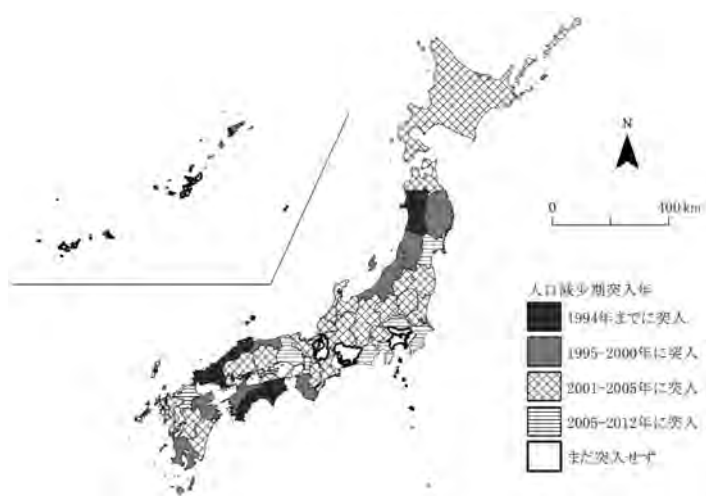 N
0 400km
人口減少期突入年
1994年までに突入
1995-2000年に突入
2001-2005年に突入
2005-2012年に突入
まだ突入せず